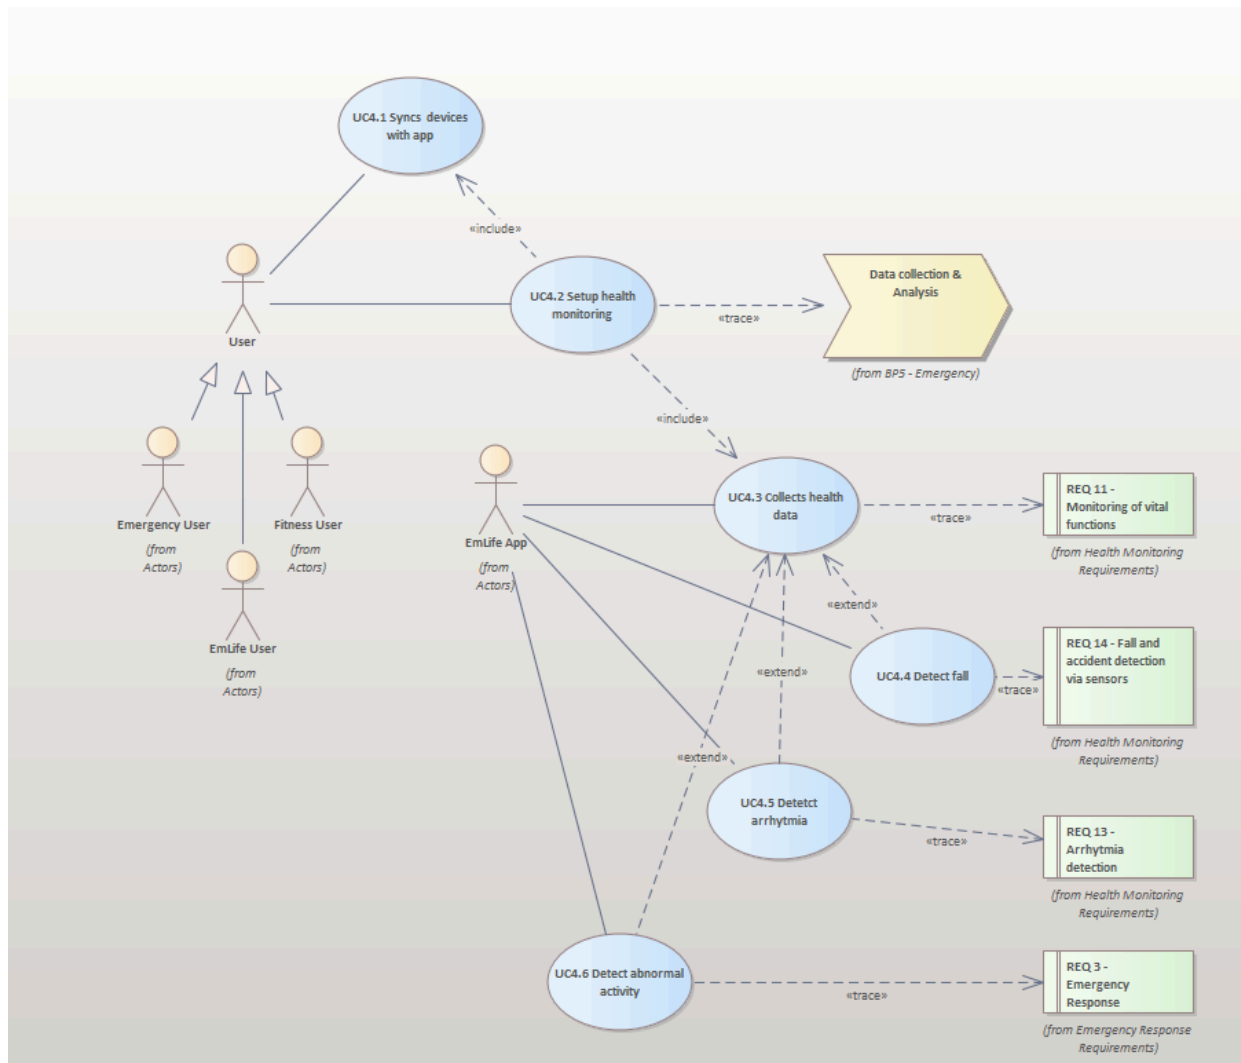 UC4.1 Syncs devices
with app
«include»
UC4.2 Setup health
monitoring
«trace»
Data collection &
Analysis
(from BP5 - Emergency)
User
«include»
Emergency User
(from
Actors)
Fitness User
(from
Actors)
EmLife User
(from
Actors)
EmLife App
(from
Actors)
UC4.3 Collects health
data
«trace»
REQ 11 -
Monitoring of vital
functions
(from Health Monitoring
Requirements)
«extend»
UC4.4 Detect fall
«trace»
REQ 14 - Fall and
accident detection
via sensors
(from Health Monitoring
Requirements)
«extend»
«extend»
UC4.5 Detetct
arrhytmia
«trace»
REQ 13 -
Arrhytmia
detection
(from Health Monitoring
Requirements)
UC4.6 Detect abnormal
activity
«trace»
REQ 3 -
Emergency
Response
(from Emergency Response
Requirements)